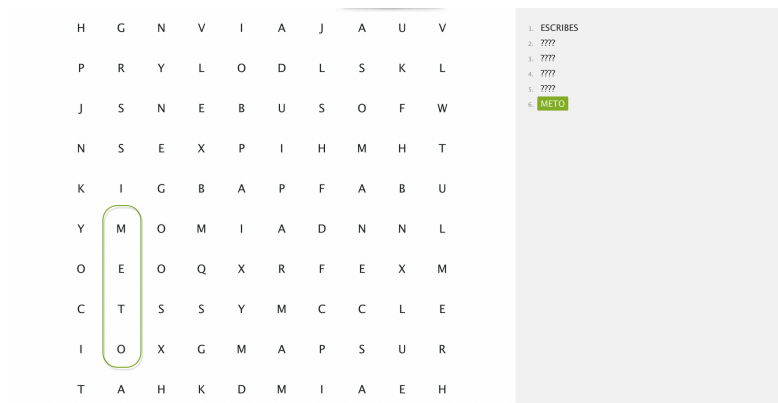 H G N V I A J A U V
P R Y L O D L S K L
J S N E B U S O F W
N S E X P I H M H T
K I G B A P F A B U
Y M O M I A D N N L
O E O Q X R F E X M
C T S S Y M C C L E
I O X G M A P S U R
T A H K D M I A E H
1. ESCRIBES
2. ????
3. ????
4. ????
5. ????
6. METO